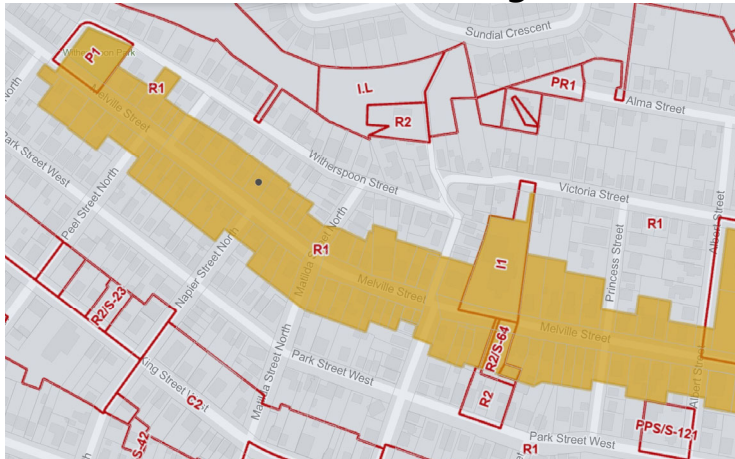 Sundial Crescent
Witherspoon Park
P1
R1
Melville Street
I.L
R2
PR1
Alma Street
Park Street West
Witherspoon Street
Victoria Street
Peel Street North
Napier Street North
Matilda Street North
R1
Melville Street
I1
Princess Street
R1
Albert Street
Melville Street
R2/S-23
R2/S-64
Park Street West
Matilda Street North
Albert Street
King Street West
C2
R2
PPS/S-121
S-42
R1
Park Street West